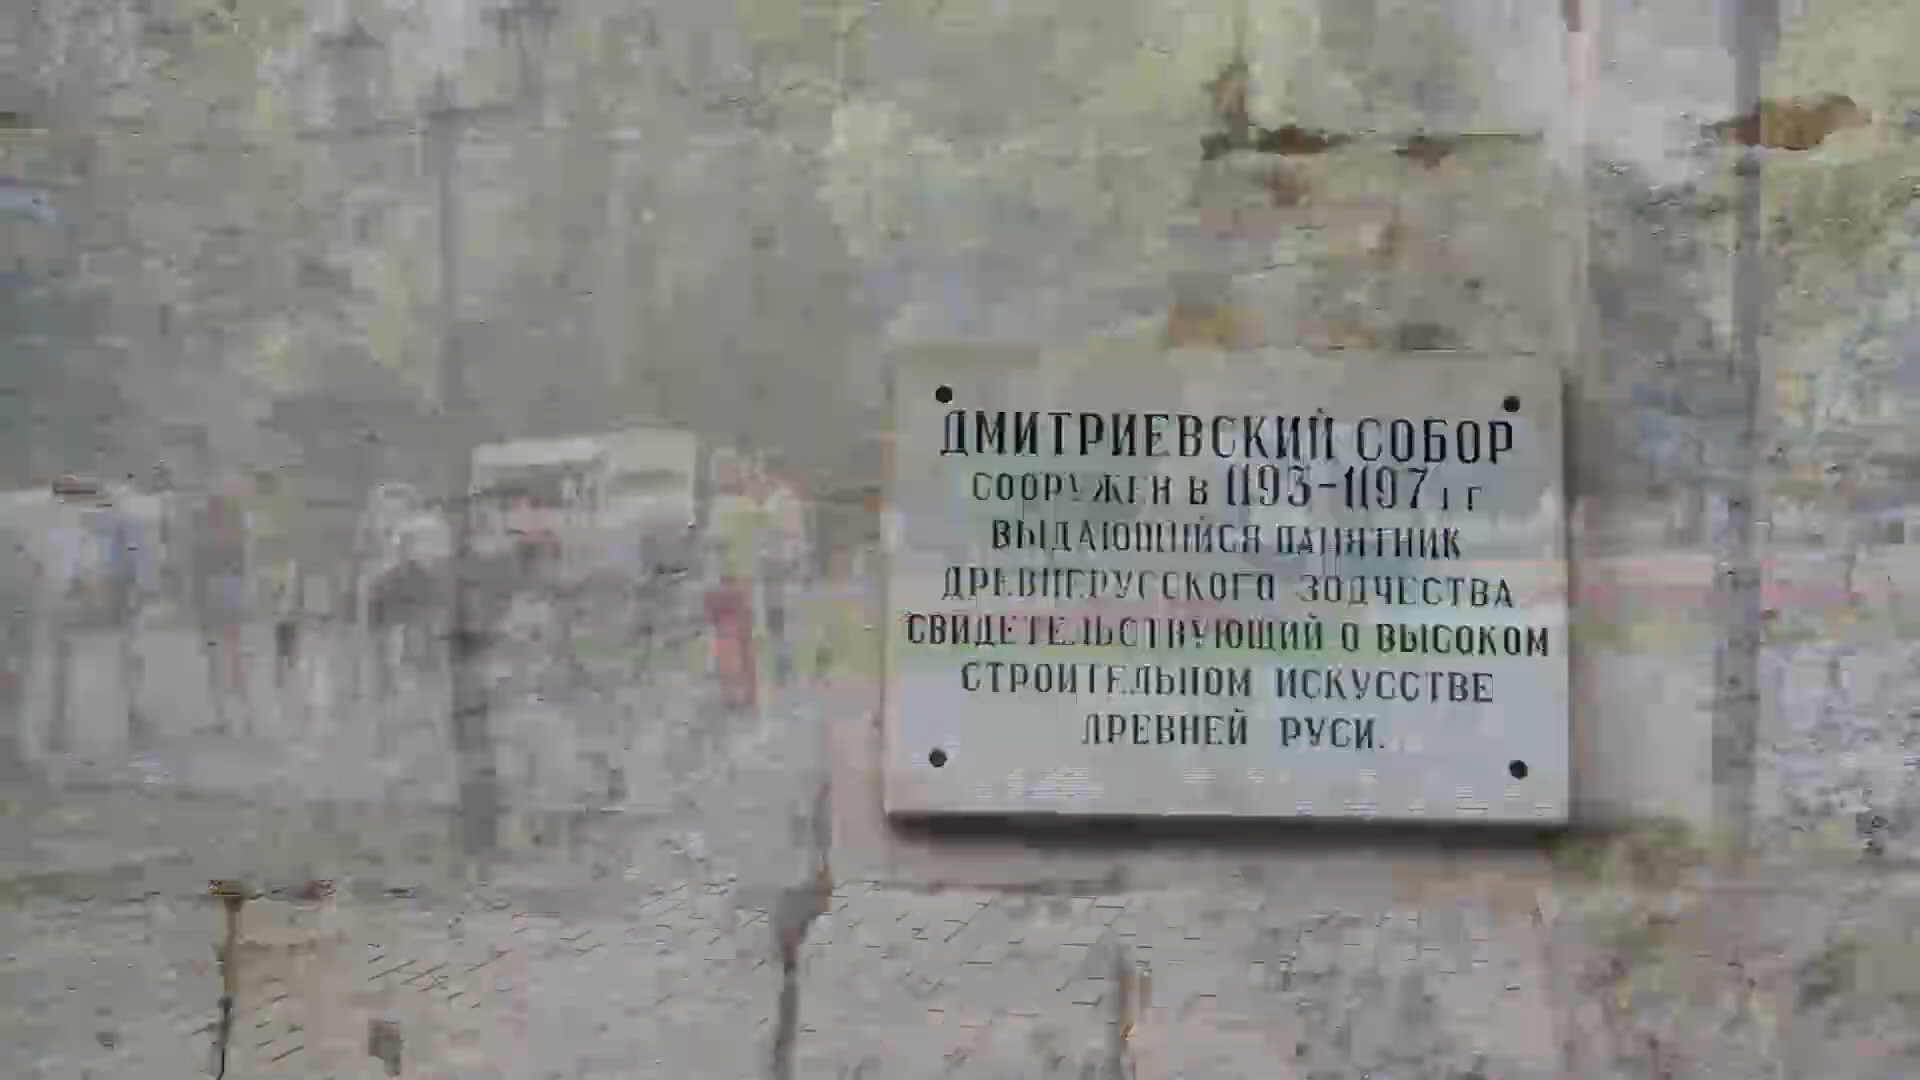 ДМИТРИЕВСКИЙ СОБОР
СООРУЖЕН В 1193-1197 гг
ВЫДАЮЩИЙСЯ ПАМЯТНИК
ДРЕВНЕРУССКОГО ЗОДЧЕСТВА
СВИДЕТЕЛЬСТВУЮЩИЙ О ВЫСОКОМ
СТРОИТЕЛЬНОМ ИСКУССТВЕ
ДРЕВНЕЙ РУСИ.